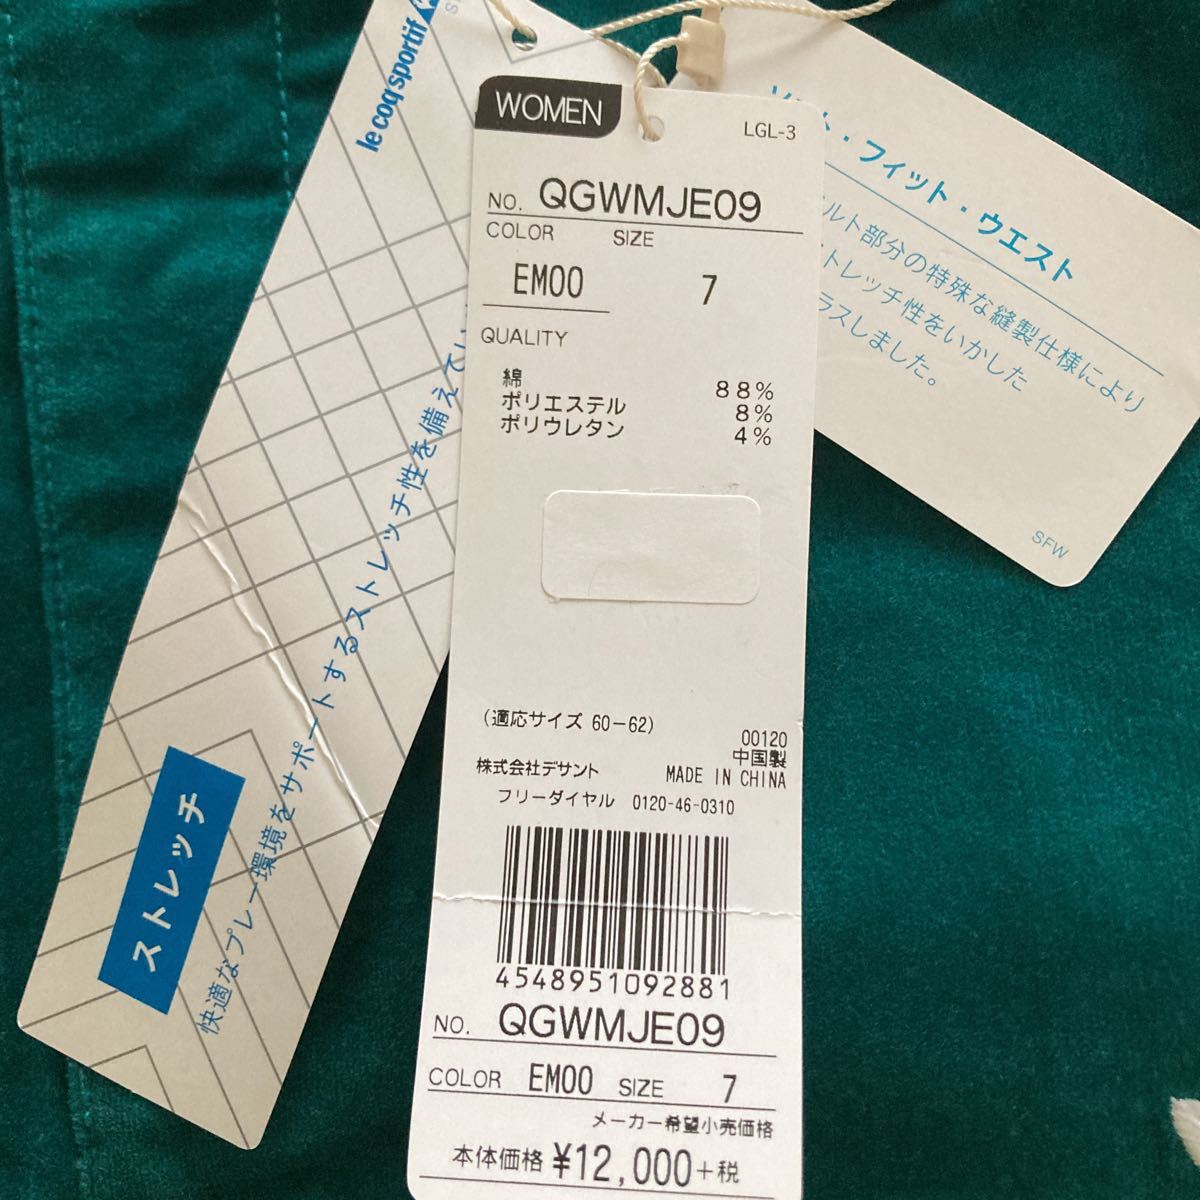 le coq sportif
ストレッチ
快適なプレー環境をサポートするストレッチ性を備えてい
フィット・ウエスト
ルト部分の特殊な縫製仕様により
トレッチ性をいかした
ラスしました。
SFW
WOMEN
LGL-3
NO. QGWMJE09
COLOR SIZE
EM00 7
QUALITY
綿 88%
ポリエステル 8%
ポリウレタン 4%
(適応サイズ 60-62)
00120
中国製
株式会社デサント MADE IN CHINA
フリーダイヤル 0120-46-0310
4548951092881
NO. QGWMJE09
COLOR EM00 SIZE 7
メーカー希望小売価格
本体価格 ¥12,000+税